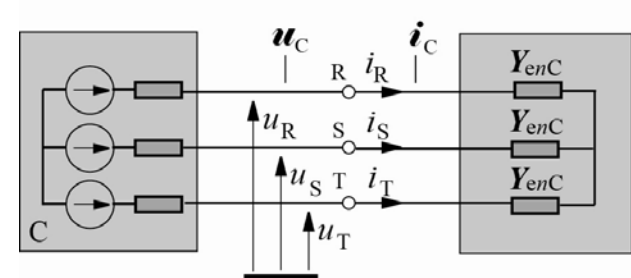 u_C i_C
R i_R Y_enC
u_R S i_S Y_enC
u_S T i_T Y_enC
C u_T